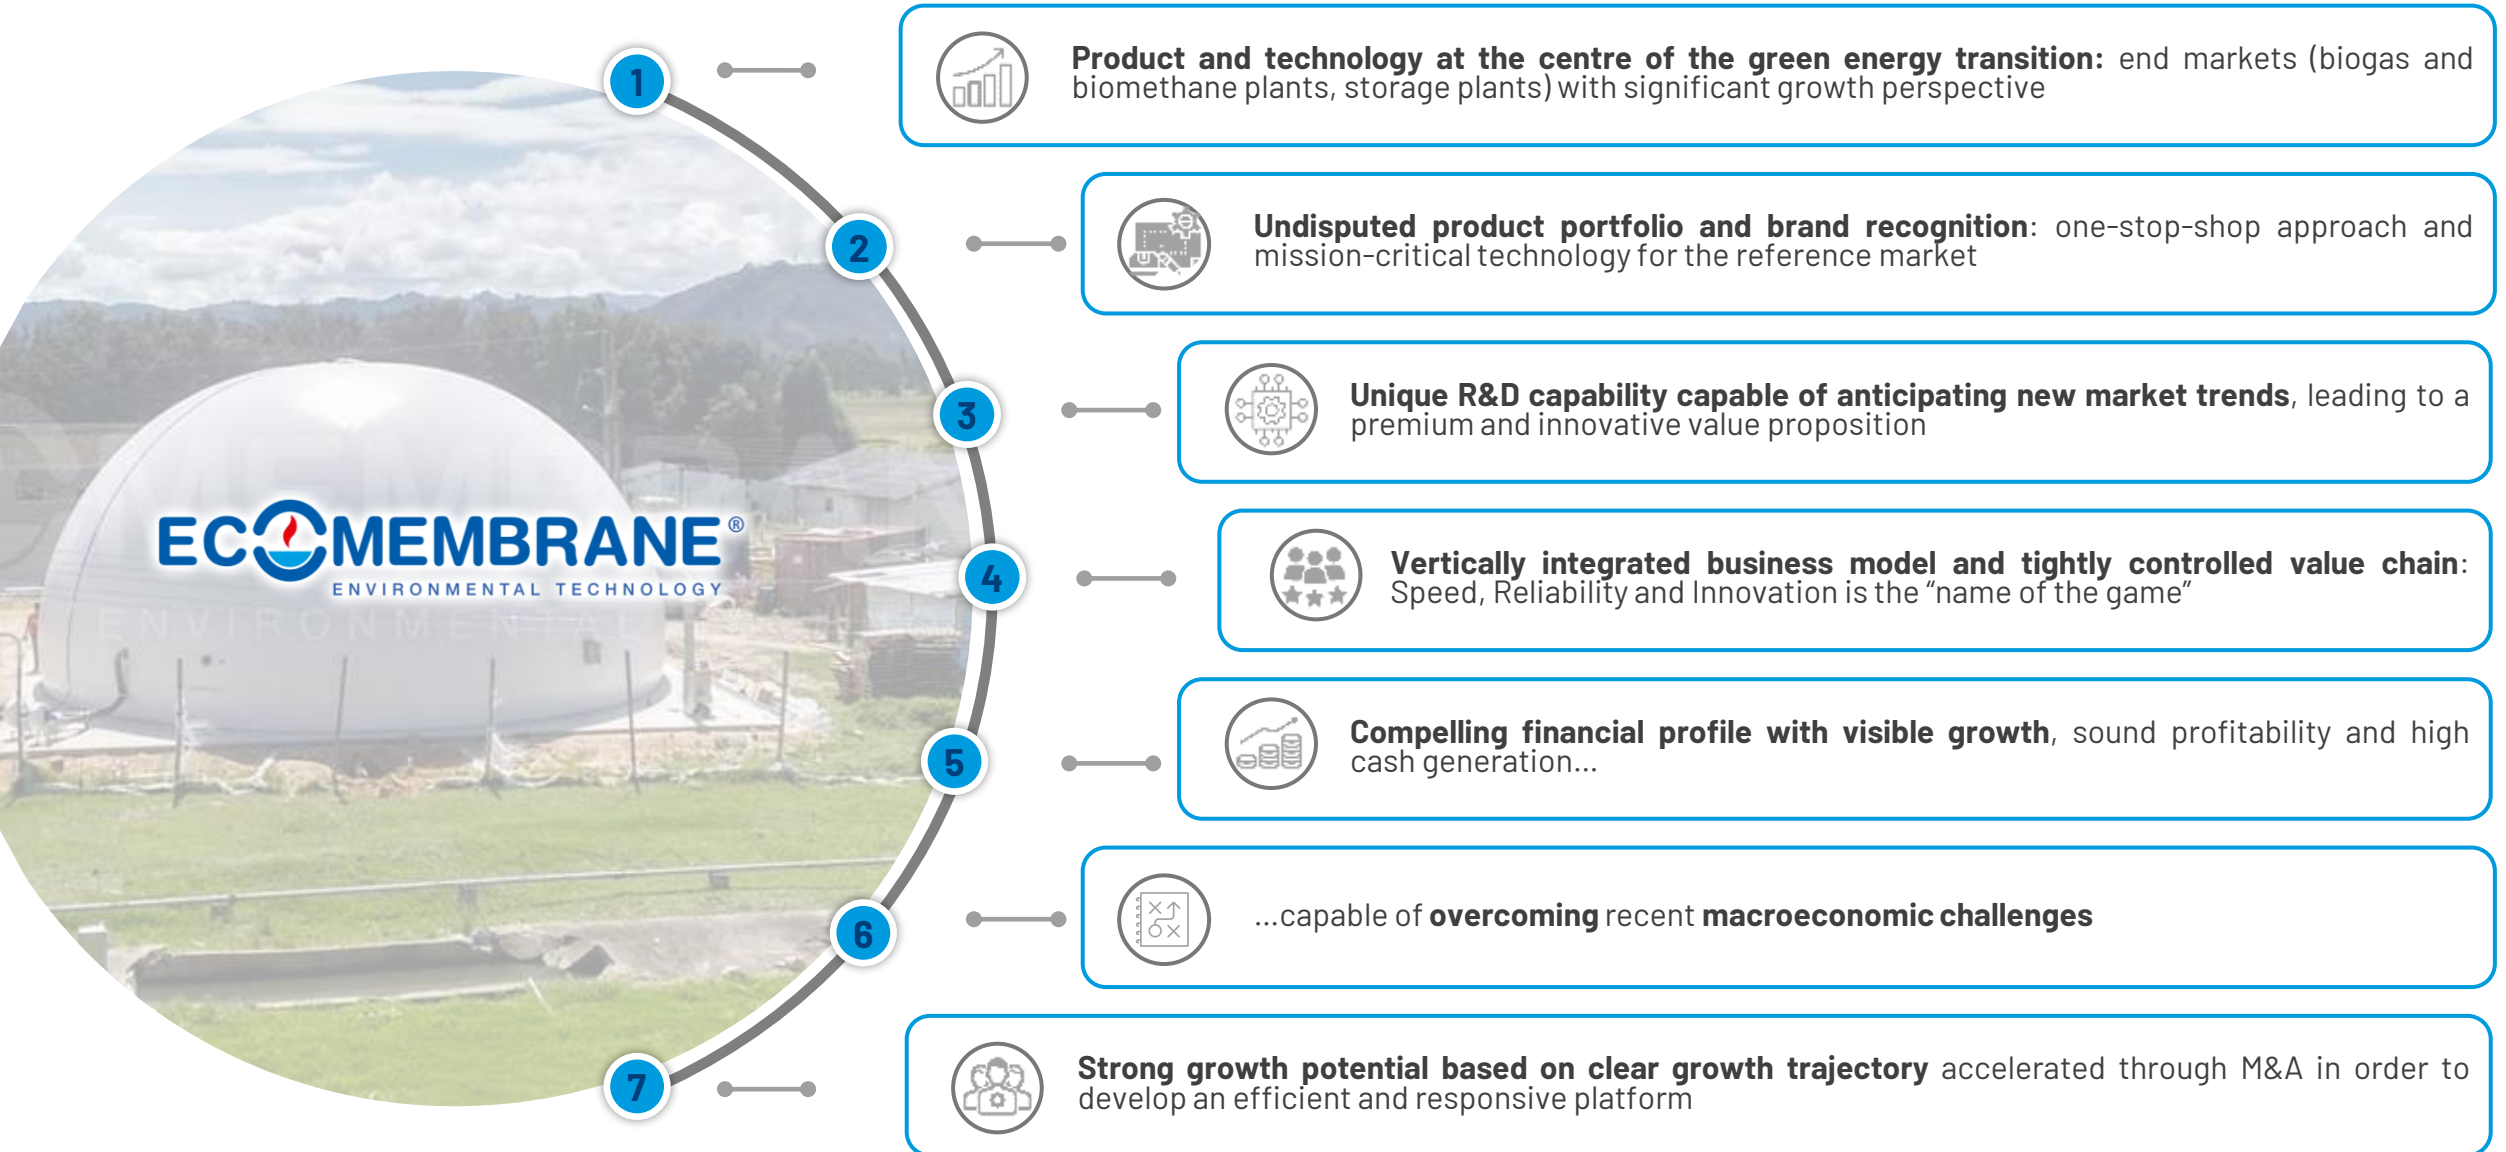 1
Product and technology at the centre of the green energy transition: end markets (biogas and
biomethane plants, storage plants) with significant growth perspective
2
Undisputed product portfolio and brand recognition: one-stop-shop approach and
mission-critical technology for the reference market
3
Unique R&D capability capable of anticipating new market trends, leading to a
premium and innovative value proposition
ECOMEMBRANE®
ENVIRONMENTAL TECHNOLOGY
ENVIRONMENTAL
4
Vertically integrated business model and tightly controlled value chain:
Speed, Reliability and Innovation is the “name of the game”
5
Compelling financial profile with visible growth, sound profitability and high
cash generation...
6
...capable of overcoming recent macroeconomic challenges
7
Strong growth potential based on clear growth trajectory accelerated through M&A in order to
develop an efficient and responsive platform